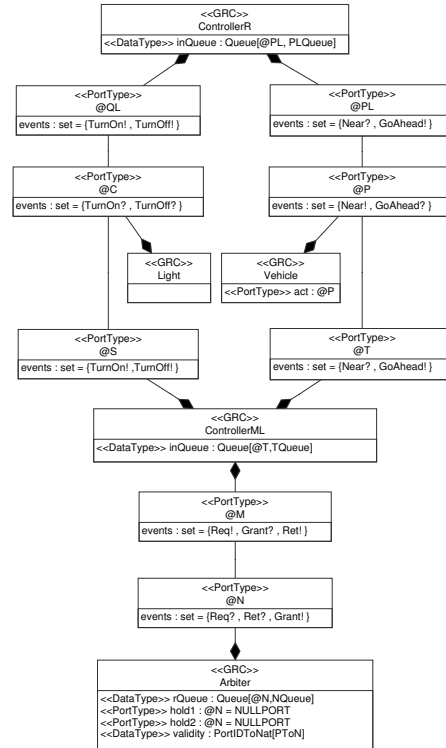 <<GRC>>
ControllerR
<<DataType>> inQueue : Queue[@PL, PLQueue]
<<PortType>>
@QL
events : set = {TurnOn! , TurnOff! }
<<PortType>>
@PL
events : set = {Near? , GoAhead! }
<<PortType>>
@C
events : set = {TurnOn? , TurnOff? }
<<PortType>>
@P
events : set = {Near! , GoAhead? }
<<GRC>>
Light
<<GRC>>
Vehicle
<<PortType>> act : @P
<<PortType>>
@S
events : set = {TurnOn! ,TurnOff! }
<<PortType>>
@T
events : set = {Near? , GoAhead! }
<<GRC>>
ControllerML
<<DataType>> inQueue : Queue[@T,TQueue]
<<PortType>>
@M
events : set = {Req! , Grant? , Ret! }
<<PortType>>
@N
events : set = {Req? , Ret? , Grant! }
<<GRC>>
Arbiter
<<DataType>> rQueue : Queue[@N,NQueue]
<<PortType>> hold1 : @N = NULLPORT
<<PortType>> hold2 : @N = NULLPORT
<<DataType>> validity : PortIDToNat[PToN]